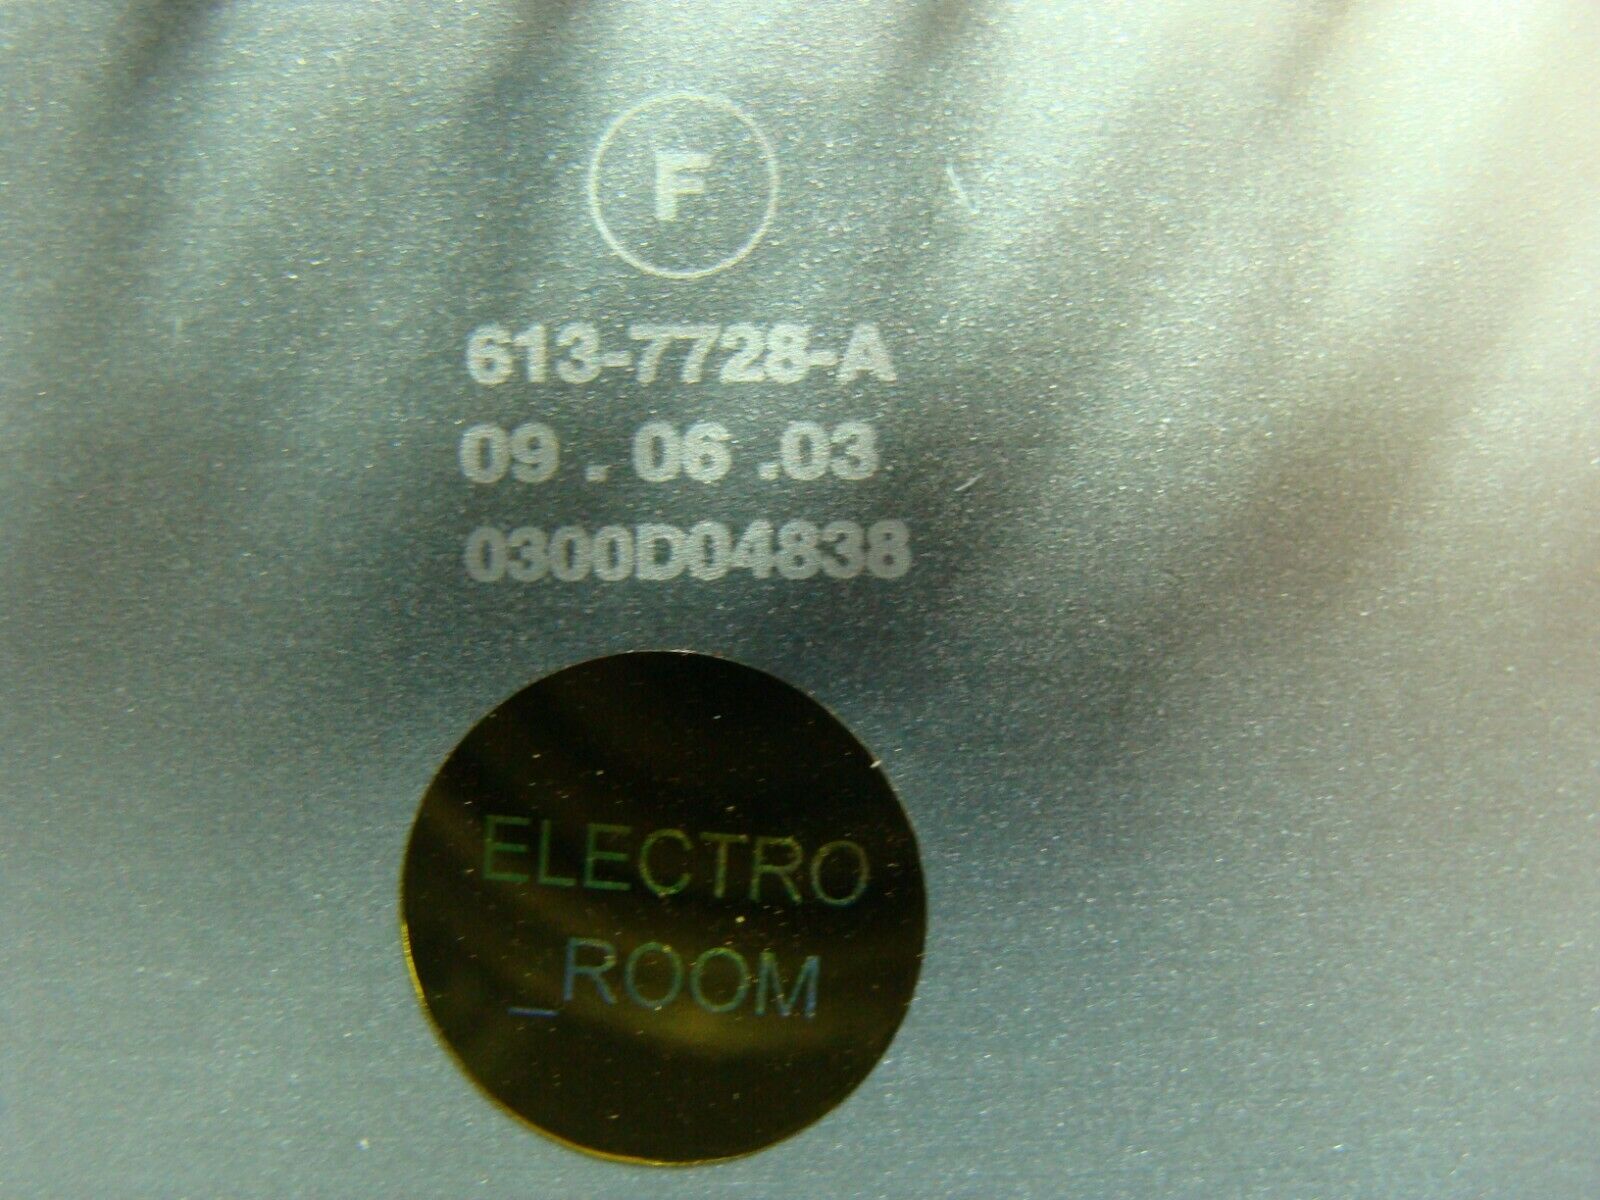 F
613-7728-A
09 . 06 .03
0300D04838
ELECTRO
_ROOM